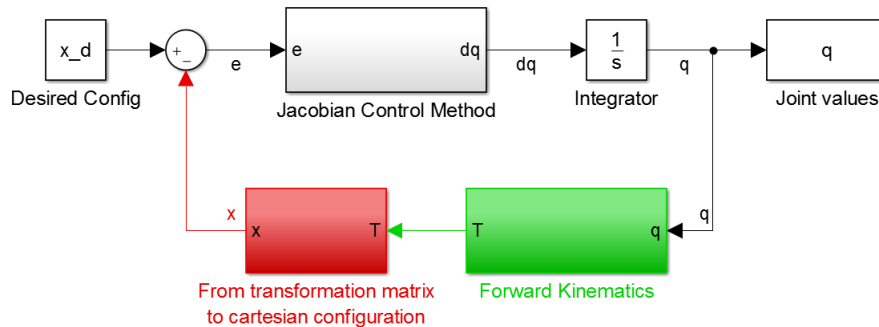 x_d
+
−
e
e
dq
dq
1
s
q
q
Desired Config
Jacobian Control Method
Integrator
Joint values
x
x
T
T
q
q
From transformation matrix
to cartesian configuration
Forward Kinematics